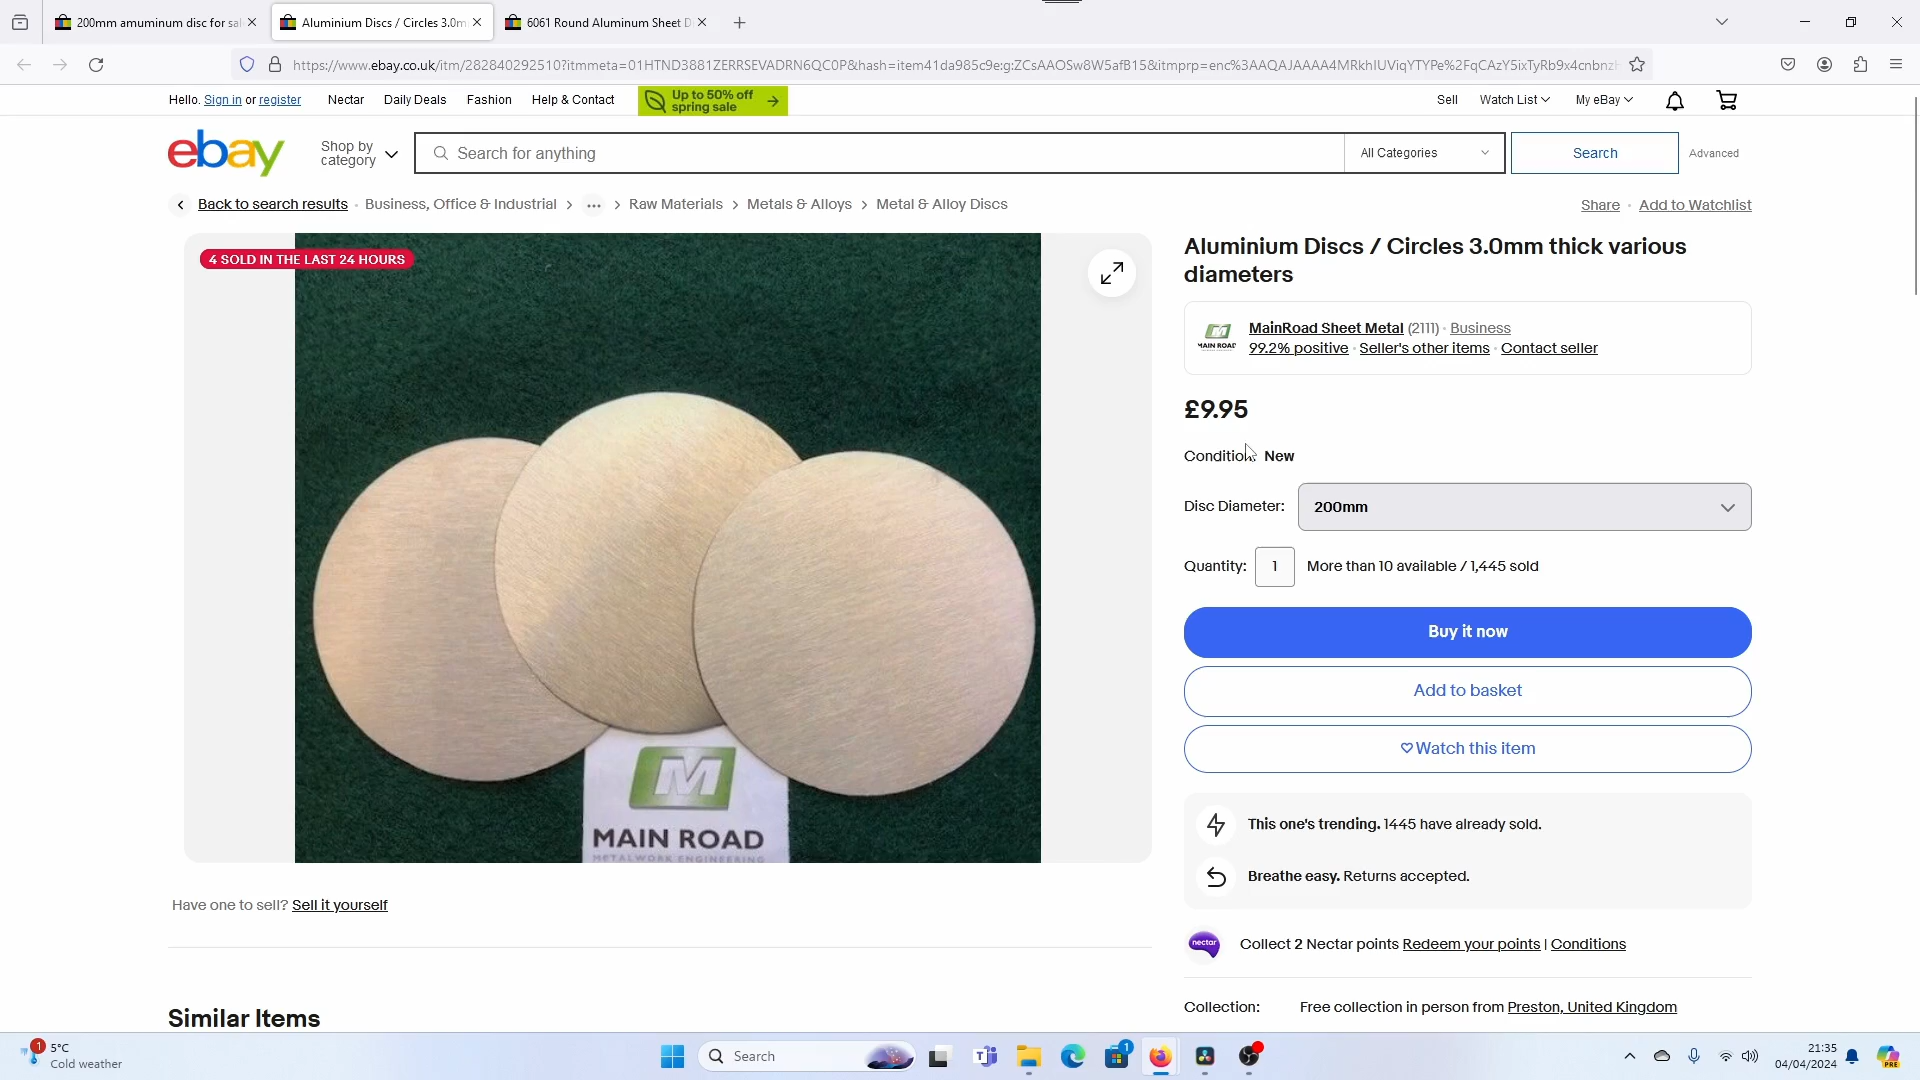 200mm amuminum disc for sal
Aluminium Discs / Circles 3.0m
6061 Round Aluminum Sheet D
https://www.ebay.co.uk/itm/282840292510?itmmeta=01HTND3881ZERRSEVADRN6QC0P&hash=item41da985c9e:g:ZCsAAOSw8W5afB15&itmprp=enc%3AAQAJAAAA4MRkhIUViqYTYPe%2FqCAzY5ixTyRb9x4cnbnzH
Hello. Sign in or register
Nectar
Daily Deals
Fashion
Help & Contact
Up to 50% off
spring sale
Sell
Watch List
My eBay
ebay
Shop by
category
Search for anything
All Categories
Search
Advanced
Back to search results
Business, Office & Industrial
...
Raw Materials
Metals & Alloys
Metal & Alloy Discs
Share
Add to Watchlist
4 SOLD IN THE LAST 24 HOURS
M
MAIN ROAD
METALWORK ENGINEERING
Aluminium Discs / Circles 3.0mm thick various
diameters
MAIN ROAD
MainRoad Sheet Metal (2111) · Business
99.2% positive · Seller's other items · Contact seller
£9.95
Condition: New
Disc Diameter:
200mm
Quantity:
1
More than 10 available / 1,445 sold
Buy it now
Add to basket
Watch this item
This one's trending. 1445 have already sold.
Breathe easy. Returns accepted.
nectar
Collect 2 Nectar points Redeem your points | Conditions
Collection:
Free collection in person from Preston, United Kingdom
Have one to sell? Sell it yourself
Similar Items
1
5°C
Cold weather
Search
1
21:35
04/04/2024
PRE